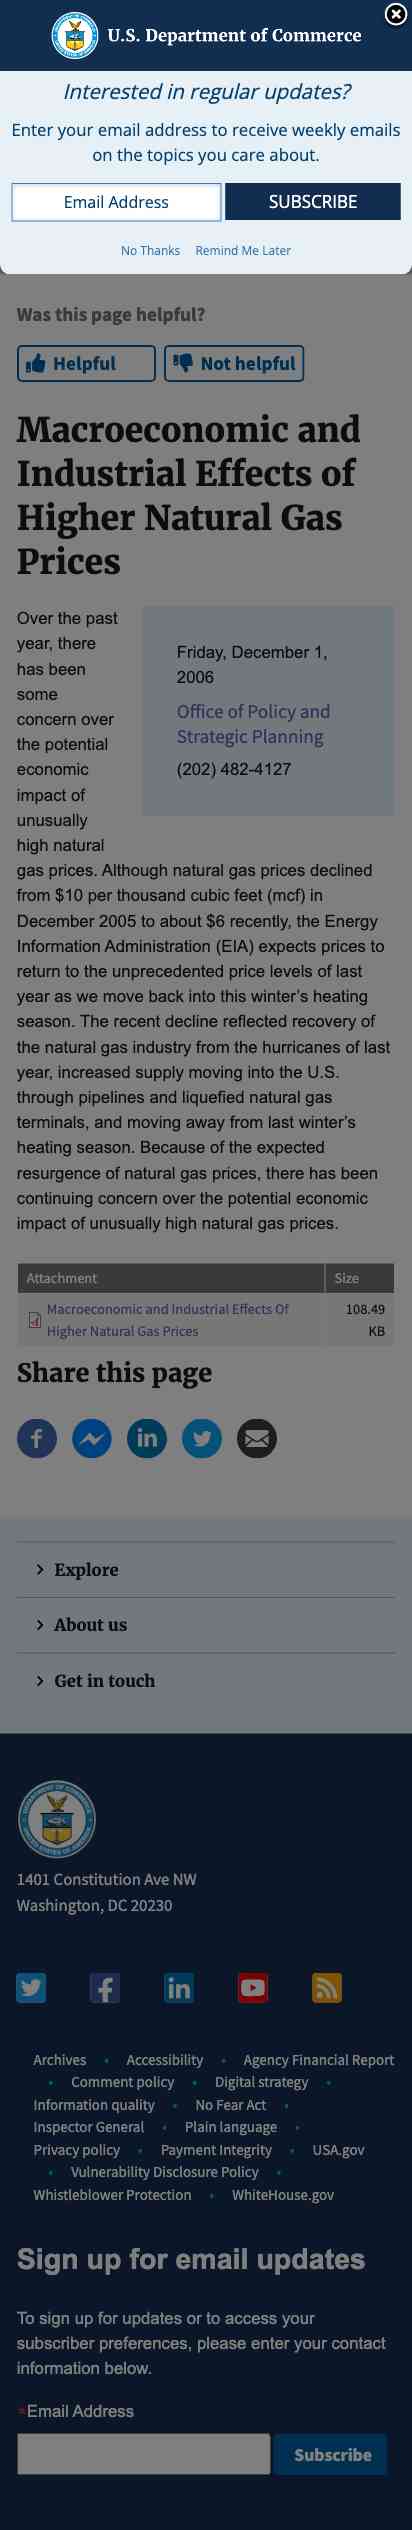 U.S. Department of Commerce
Interested in regular updates?
Enter your email address to receive weekly emails
on the topics you care about.
Email Address
SUBSCRIBE
No Thanks
Remind Me Later
Was this page helpful?
Helpful
Not helpful
Macroeconomic and
Industrial Effects of
Higher Natural Gas
Prices
Friday, December 1,
2006
Office of Policy and
Strategic Planning
(202) 482-4127
Over the past
year, there
has been
some
concern over
the potential
economic
impact of
unusually
high natural
gas prices. Although natural gas prices declined
from $10 per thousand cubic feet (mcf) in
December 2005 to about $6 recently, the Energy
Information Administration (EIA) expects prices to
return to the unprecedented price levels of last
year as we move back into this winter's heating
season. The recent decline reflected recovery of
the natural gas industry from the hurricanes of last
year, increased supply moving into the U.S.
through pipelines and liquefied natural gas
terminals, and moving away from last winter's
heating season. Because of the expected
resurgence of natural gas prices, there has been
continuing concern over the potential economic
impact of unusually high natural gas prices.
Attachment Size
Macroeconomic and Industrial Effects Of 108.49
Higher Natural Gas Prices KB
Share this page
Explore
About us
Get in touch
1401 Constitution Ave NW
Washington, DC 20230
Archives • Accessibility • Agency Financial Report
• Comment policy • Digital strategy •
Information quality • No Fear Act •
Inspector General • Plain language •
Privacy policy • Payment Integrity • USA.gov
• Vulnerability Disclosure Policy •
Whistleblower Protection • WhiteHouse.gov
Sign up for email updates
To sign up for updates or to access your
subscriber preferences, please enter your contact
information below.
*Email Address
Subscribe